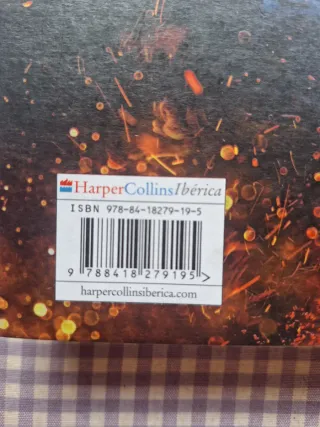 HarperCollinsIbérica
ISBN 978-84-18279-19-5
9 788418 279195 >
harpercollinsiberica.com